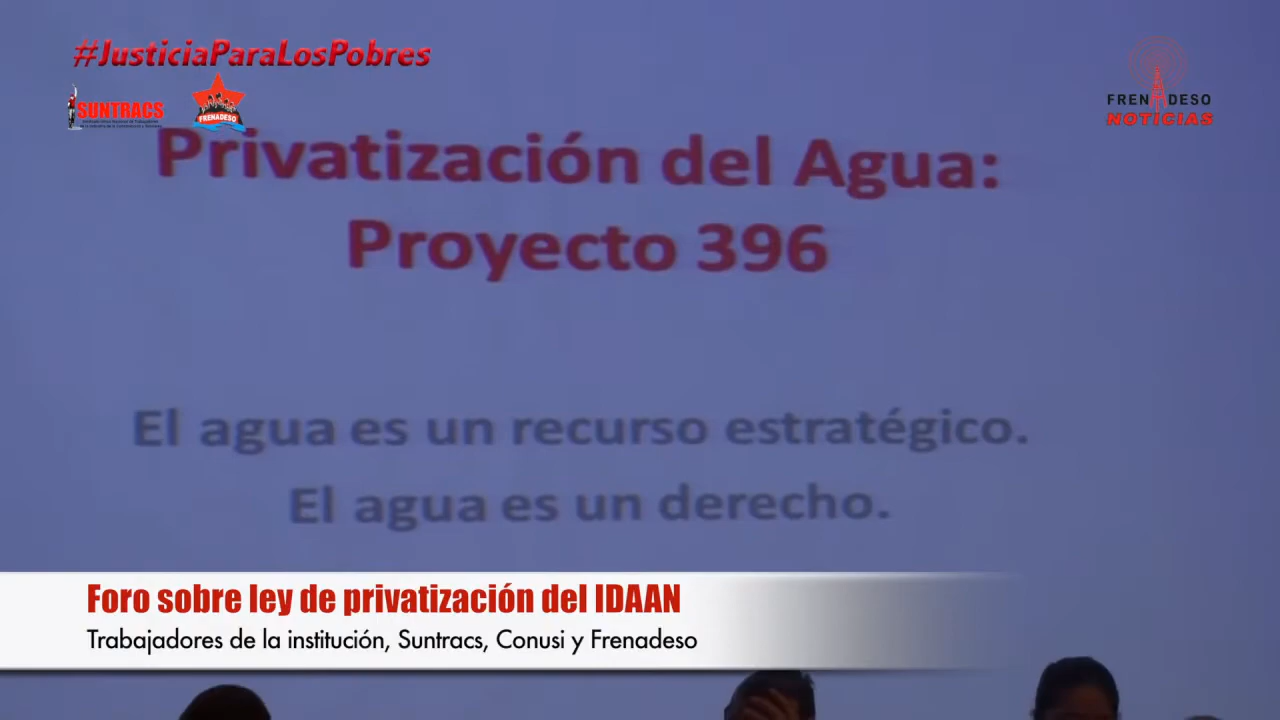 #JusticiaParaLosPobres
SUNTRACS
FRENADESO
FRENADESO
NOTICIAS
Privatización del Agua:
Proyecto 396
El agua es un recurso estratégico.
El agua es un derecho.
Foro sobre ley de privatización del IDAAN
Trabajadores de la institución, Suntracs, Conusi y Frenadeso